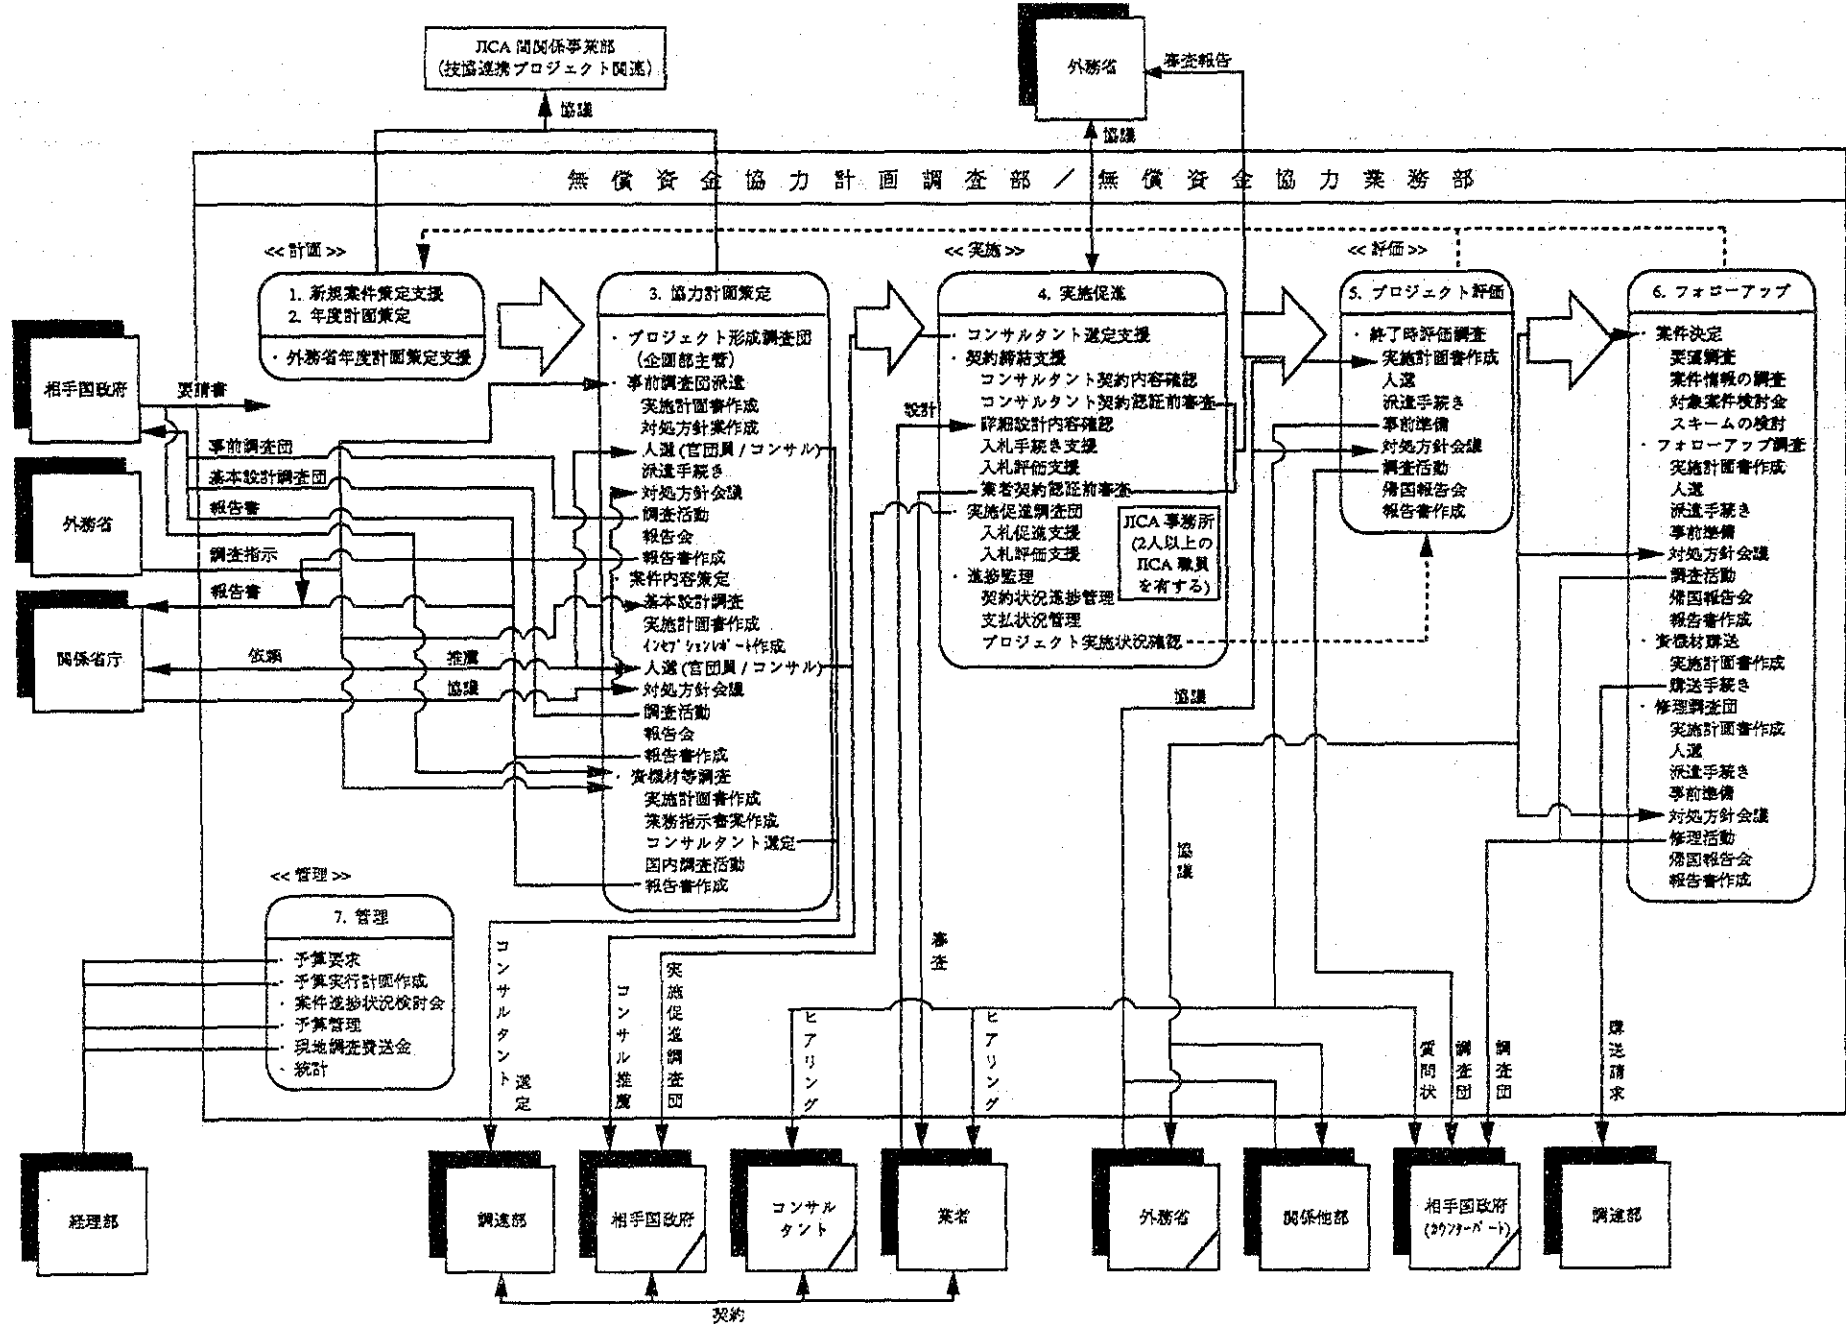 JICA 間関係事業部
(技協連携プロジェクト関連)
協議
外務省
審査報告
協議
無償資金協力計画調査部／無償資金協力業務部
<< 計画 >>
1. 新規案件策定支援
2. 年度計画策定
・外務省年度計画策定支援
3. 協力計画策定
・プロジェクト形成調査団
(企画部主管)
・事前調査団派遣
実施計画書作成
対処方針案作成
人選 (官団員 / コンサル)
派遣手続き
対処方針会議
調査活動
報告会
報告書作成
・案件内容策定
基本設計調査
実施計画書作成
インセプションレポート作成
人選 (官団員 / コンサル)
対処方針会議
調査活動
報告会
報告書作成
・資機材等調査
実施計画書作成
業務指示書案作成
コンサルタント選定
国内調査活動
報告書作成
<< 実施 >>
4. 実施促進
・コンサルタント選定支援
・契約締結支援
コンサルタント契約内容確認
コンサルタント契約認証前審査
詳細設計内容確認
入札手続き支援
入札評価支援
業者契約認証前審査
・実施促進調査団
入札促進支援
入札評価支援
・進捗監理
契約状況進捗管理
支払状況管理
プロジェクト実施状況確認
JICA 事務所
(2人以上の
JICA 職員
を有する)
設計
<< 評価 >>
5. プロジェクト評価
・終了時評価調査
実施計画書作成
人選
派遣手続き
事前準備
対処方針会議
調査活動
帰国報告会
報告書作成
6. フォローアップ
・案件決定
要望調査
案件情報の調査
対象案件検討会
スキームの検討
・フォローアップ調査
実施計画書作成
人選
派遣手続き
事前準備
対処方針会議
調査活動
帰国報告会
報告書作成
・資機材購送
実施計画書作成
購送手続き
・修理調査団
実施計画書作成
人選
派遣手続き
事前準備
対処方針会議
修理活動
帰国報告会
報告書作成
相手国政府
要請書
事前調査団
基本設計調査団
報告書
外務省
調査指示
報告書
関係省庁
依頼
推薦
協議
協議
協議
<< 管理 >>
7. 管理
・予算要求
・予算実行計画作成
・案件進捗状況検討会
・予算管理
・現地調査費送金
・統計
コンサルタント選定
コンサル推薦
実施促進調査団
審査
ヒアリング
ヒアリング
質問状
調査団
調査団
購送請求
経理部
調達部
相手国政府
コンサル
タント
業者
外務省
関係他部
相手国政府
(カウンターパート)
調達部
契約